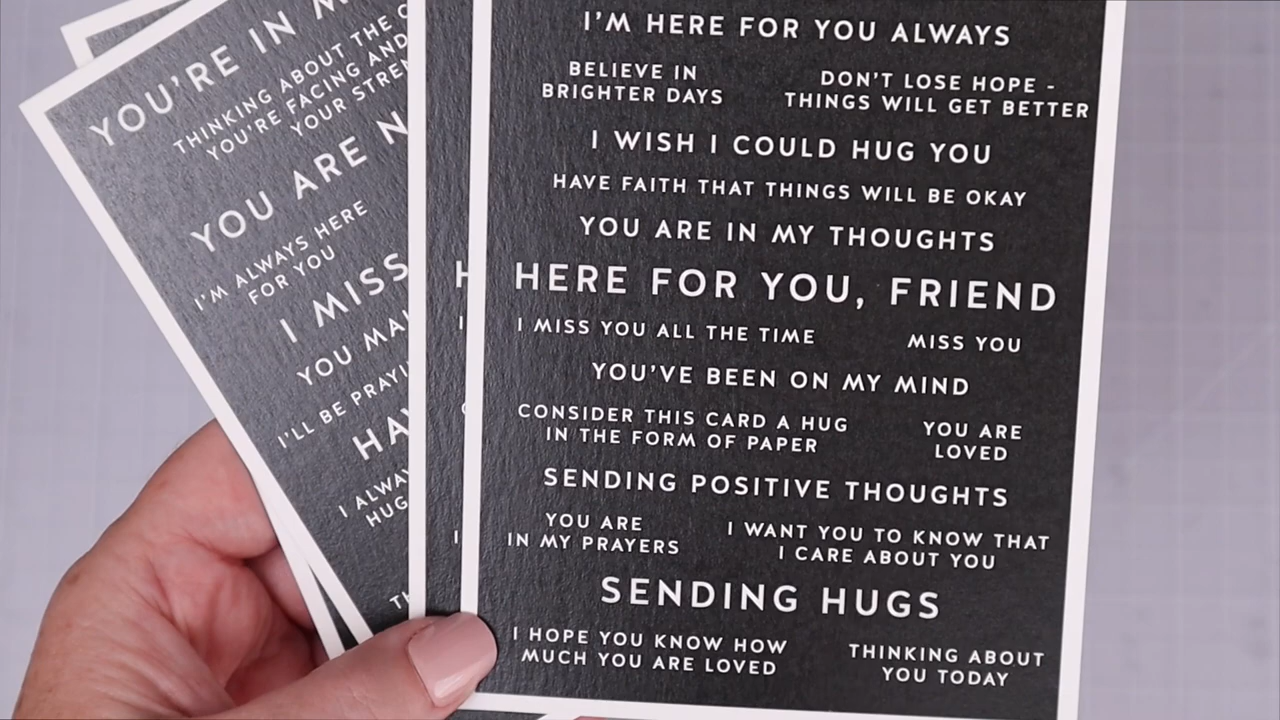 YOU'RE IN
THINKING ABOUT THE
YOU'RE FACING AND
YOUR
YOU ARE
I'M ALWAYS HERE
FOR YOU
I MISS
YOU
I'LL BE
I
THE
I'M HERE FOR YOU ALWAYS
BELIEVE IN
BRIGHTER DAYS
DON'T LOSE HOPE -
THINGS WILL GET BETTER
I WISH I COULD HUG YOU
HAVE FAITH THAT THINGS WILL BE OKAY
YOU ARE IN MY THOUGHTS
HERE FOR YOU, FRIEND
I MISS YOU ALL THE TIME
MISS YOU
YOU'VE BEEN ON MY MIND
CONSIDER THIS CARD A HUG
IN THE FORM OF PAPER
YOU ARE
LOVED
SENDING POSITIVE THOUGHTS
YOU ARE
IN MY PRAYERS
I WANT YOU TO KNOW THAT
I CARE ABOUT YOU
SENDING HUGS
I HOPE YOU KNOW HOW
MUCH YOU ARE LOVED
THINKING ABOUT
YOU TODAY